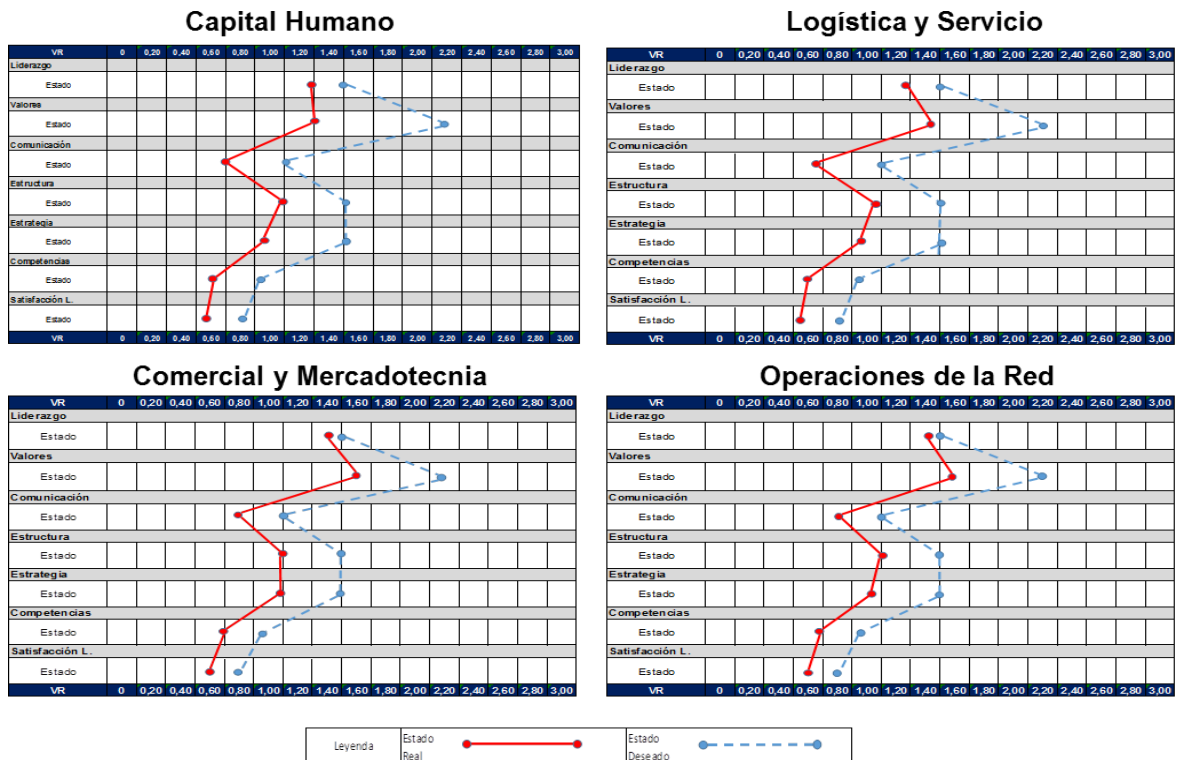 Capital Humano
VR 0 0,20 0,40 0,60 0,80 1,00 1,20 1,40 1,60 1,80 2,00 2,20 2,40 2,60 2,80 3,00
Liderazgo
Estado
Valores
Estado
Comunicación
Estado
Estructura
Estado
Estrategia
Estado
Competencias
Estado
Satisfacción L.
Estado
VR 0 0,20 0,40 0,60 0,80 1,00 1,20 1,40 1,60 1,80 2,00 2,20 2,40 2,60 2,80 3,00
Logística y Servicio
VR 0 0,20 0,40 0,60 0,80 1,00 1,20 1,40 1,60 1,80 2,00 2,20 2,40 2,60 2,80 3,00
Liderazgo
Estado
Valores
Estado
Comunicación
Estado
Estructura
Estado
Estrategia
Estado
Competencias
Estado
Satisfacción L.
Estado
VR 0 0,20 0,40 0,60 0,80 1,00 1,20 1,40 1,60 1,80 2,00 2,20 2,40 2,60 2,80 3,00
Comercial y Mercadotecnia
VR 0 0,20 0,40 0,60 0,80 1,00 1,20 1,40 1,60 1,80 2,00 2,20 2,40 2,60 2,80 3,00
Liderazgo
Estado
Valores
Estado
Comunicación
Estado
Estructura
Estado
Estrategia
Estado
Competencias
Estado
Satisfacción L.
Estado
VR 0 0,20 0,40 0,60 0,80 1,00 1,20 1,40 1,60 1,80 2,00 2,20 2,40 2,60 2,80 3,00
Operaciones de la Red
VR 0 0,20 0,40 0,60 0,80 1,00 1,20 1,40 1,60 1,80 2,00 2,20 2,40 2,60 2,80 3,00
Liderazgo
Estado
Valores
Estado
Comunicación
Estado
Estructura
Estado
Estrategia
Estado
Competencias
Estado
Satisfacción L.
Estado
VR 0 0,20 0,40 0,60 0,80 1,00 1,20 1,40 1,60 1,80 2,00 2,20 2,40 2,60 2,80 3,00
Leyenda
Estado
Real
Estado
Deseado